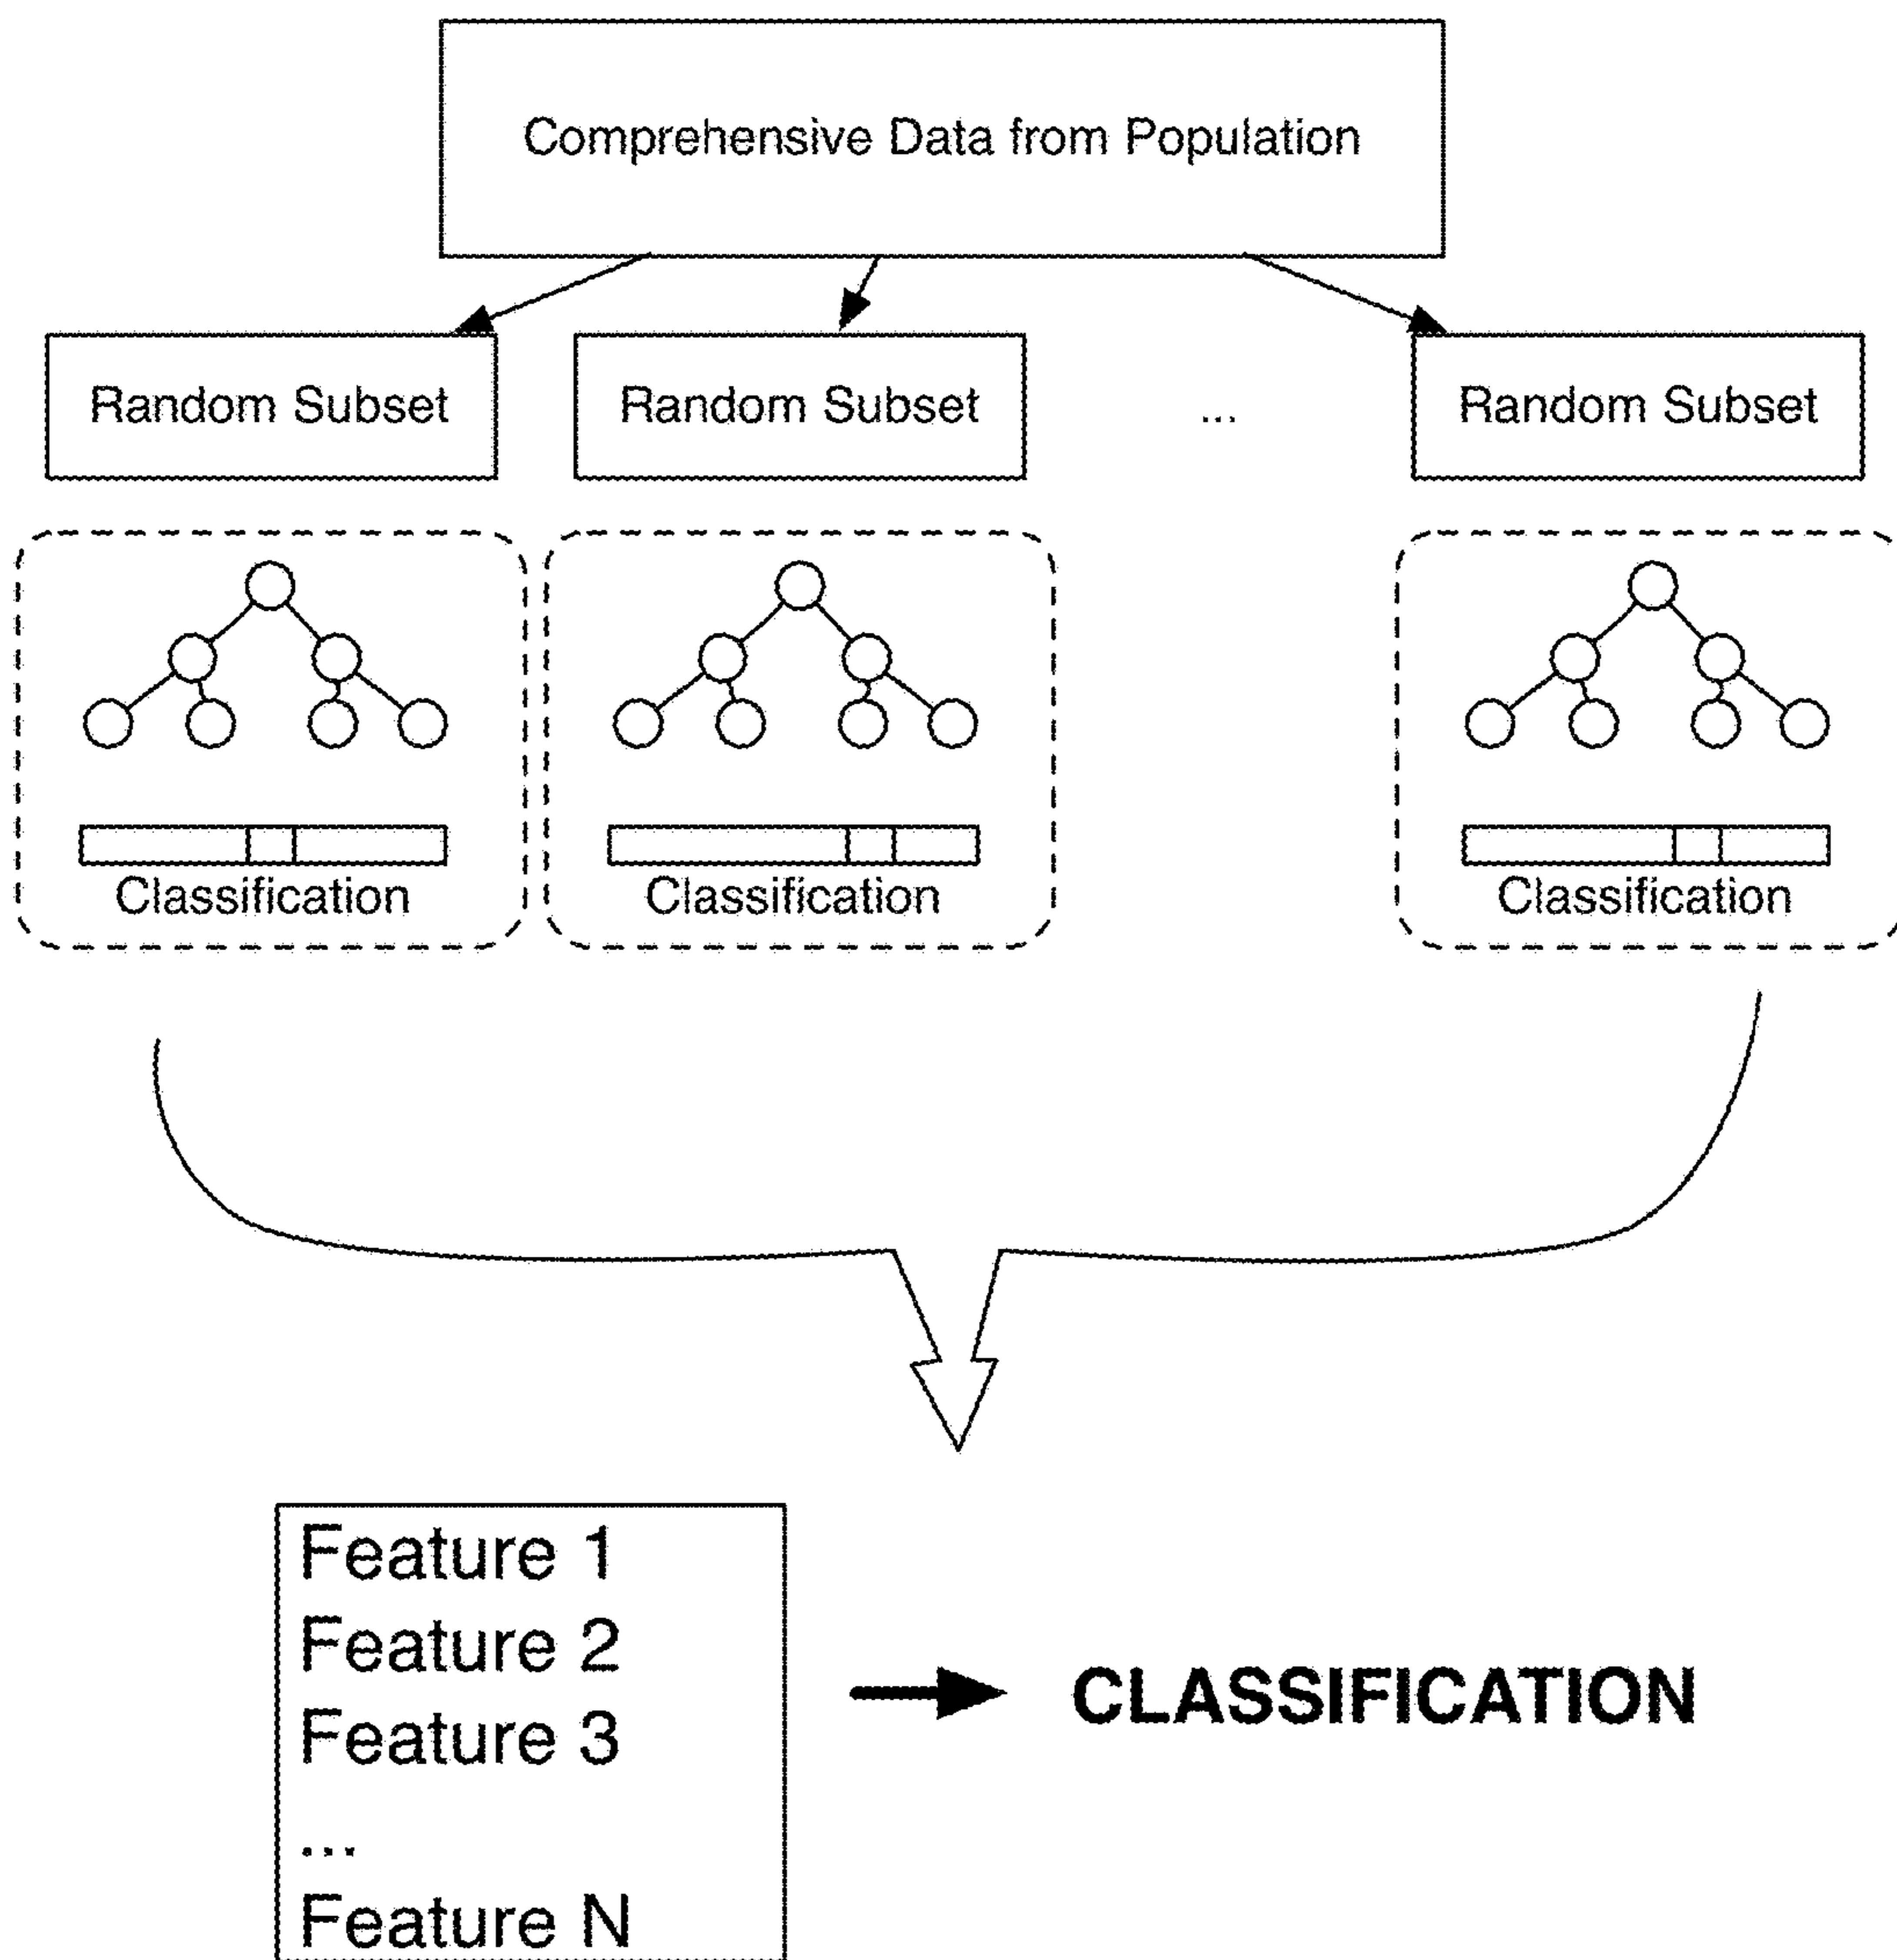 Comprehensive Data from Population
Random Subset
Random Subset
...
Random Subset
Classification
Classification
Classification
Feature 1
Feature 2
Feature 3
...
Feature N
CLASSIFICATION